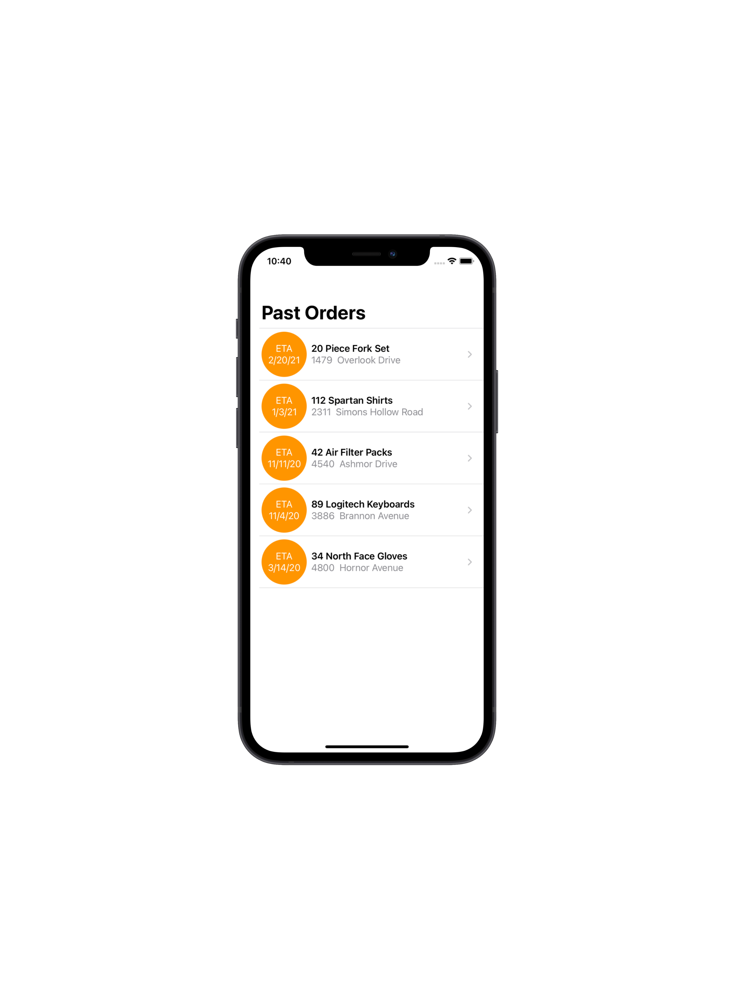 10:40
Past Orders
ETA
2/20/21
20 Piece Fork Set
1479  Overlook Drive
ETA
1/3/21
112 Spartan Shirts
2311  Simons Hollow Road
ETA
11/11/20
42 Air Filter Packs
4540  Ashmor Drive
ETA
11/4/20
89 Logitech Keyboards
3886  Brannon Avenue
ETA
3/14/20
34 North Face Gloves
4800  Hornor Avenue